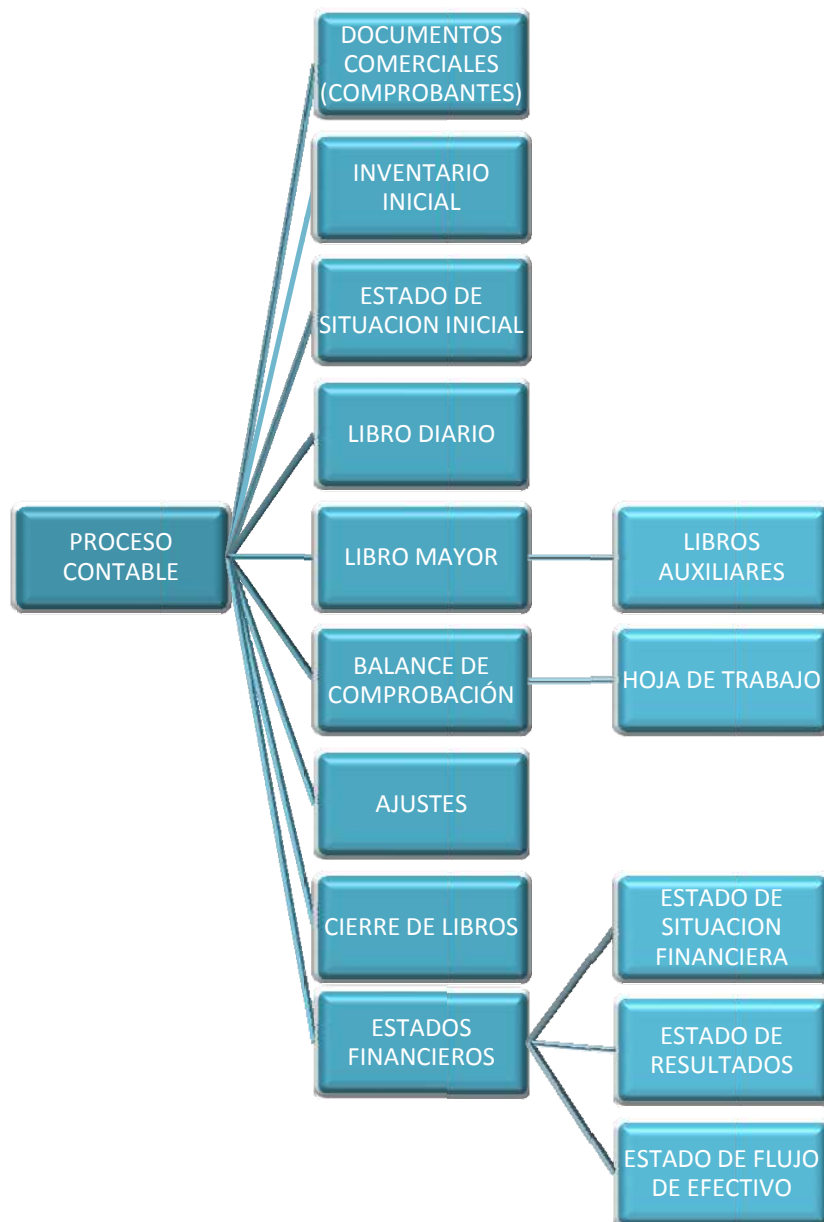 DOCUMENTOS
COMERCIALES
(COMPROBANTES)
INVENTARIO
INICIAL
ESTADO DE
SITUACION INICIAL
LIBRO DIARIO
PROCESO
CONTABLE
LIBRO MAYOR
LIBROS
AUXILIARES
BALANCE DE
COMPROBACIÓN
HOJA DE TRABAJO
AJUSTES
CIERRE DE LIBROS
ESTADOS
FINANCIEROS
ESTADO DE
SITUACION
FINANCIERA
ESTADO DE
RESULTADOS
ESTADO DE FLUJO
DE EFECTIVO